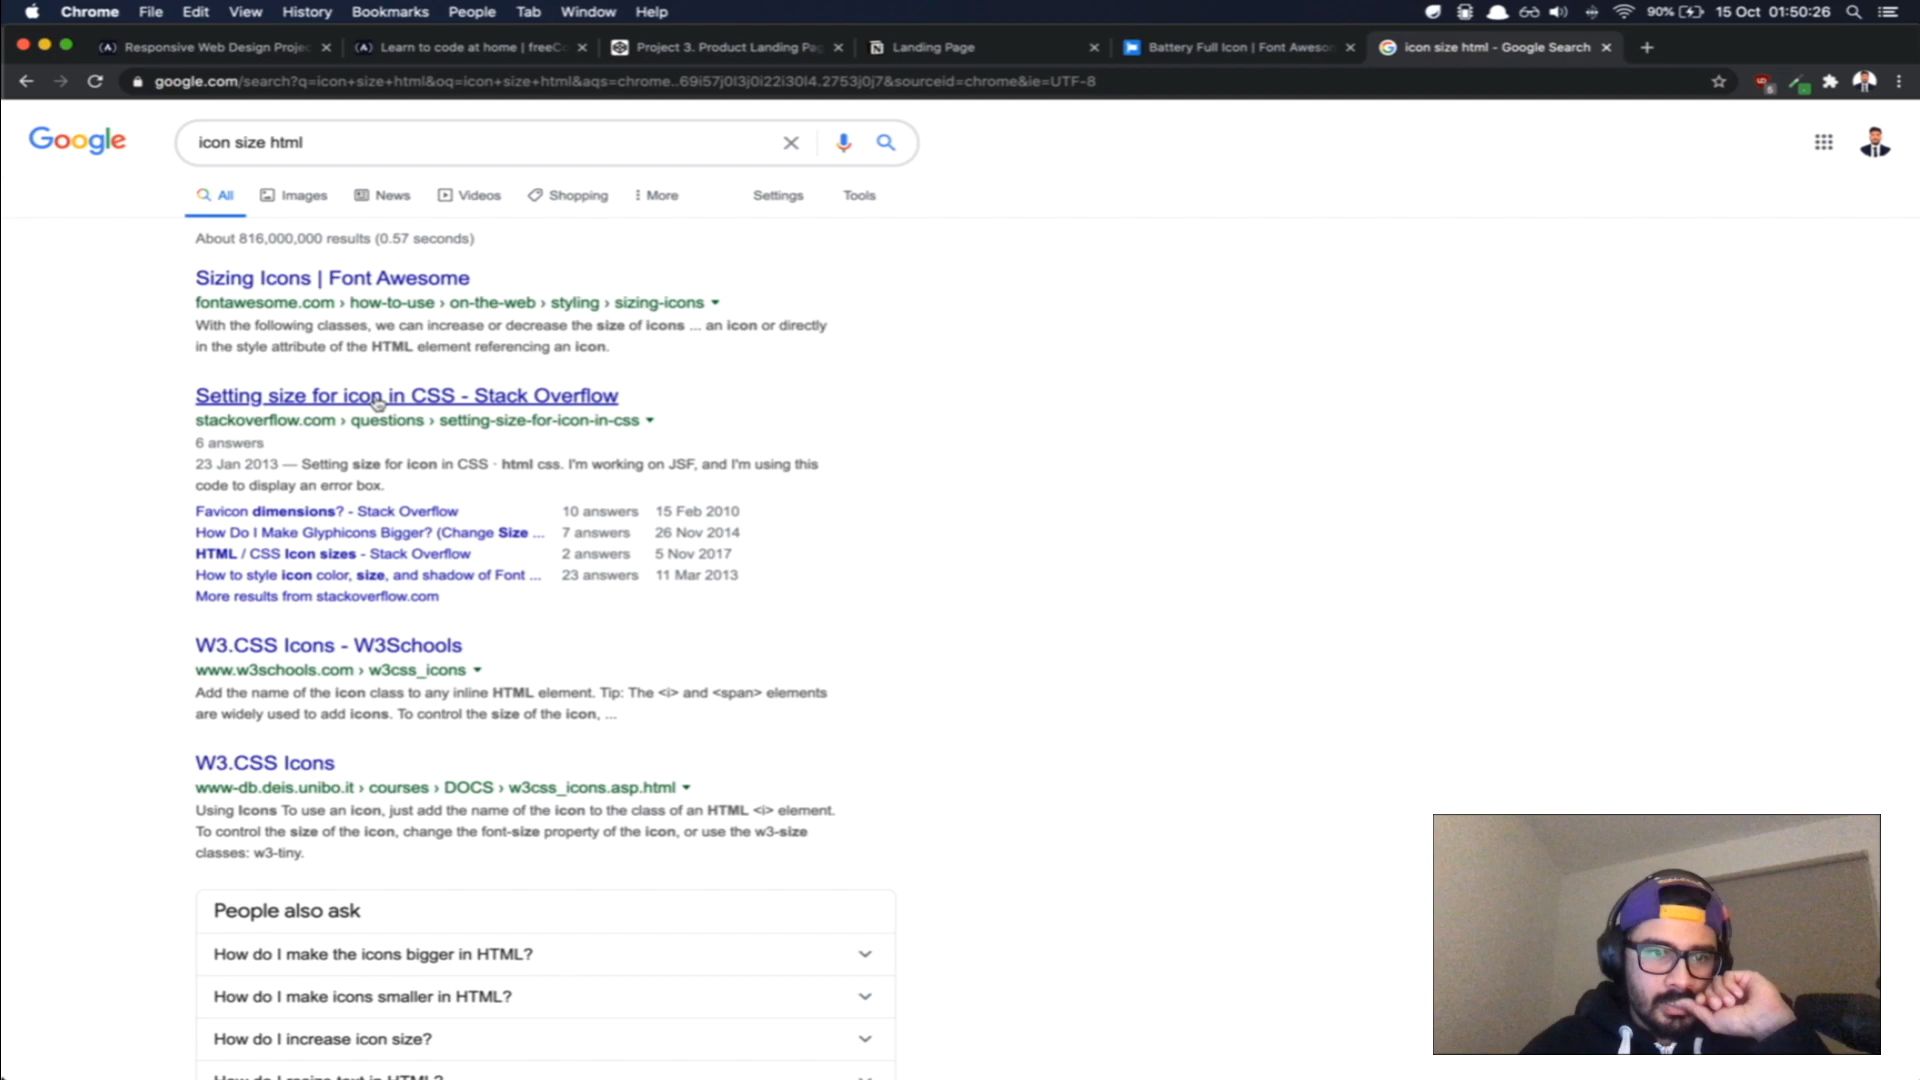 Chrome File Edit View History Bookmarks People Tab Window Help 90% 15 Oct 01:50:26
Responsive Web Design Projec Learn to code at home | freeCo Project 3. Product Landing Pag Landing Page Battery Full Icon | Font Awesom icon size html - Google Search
google.com/search?q=icon+size+html&oq=icon+size+html&aqs=chrome..69i57j0l3j0i22i30l4.2753j0j7&sourceid=chrome&ie=UTF-8
Google icon size html
All Images News Videos Shopping More Settings Tools
About 816,000,000 results (0.57 seconds)
Sizing Icons | Font Awesome
fontawesome.com › how-to-use › on-the-web › styling › sizing-icons
With the following classes, we can increase or decrease the size of icons ... an icon or directly
in the style attribute of the HTML element referencing an icon.
Setting size for icon in CSS - Stack Overflow
stackoverflow.com › questions › setting-size-for-icon-in-css
6 answers
23 Jan 2013 — Setting size for icon in CSS · html css. I'm working on JSF, and I'm using this
code to display an error box.
Favicon dimensions? - Stack Overflow 10 answers 15 Feb 2010
How Do I Make Glyphicons Bigger? (Change Size ... 7 answers 26 Nov 2014
HTML / CSS Icon sizes - Stack Overflow 2 answers 5 Nov 2017
How to style icon color, size, and shadow of Font ... 23 answers 11 Mar 2013
More results from stackoverflow.com
W3.CSS Icons - W3Schools
www.w3schools.com › w3css_icons
Add the name of the icon class to any inline HTML element. Tip: The <i> and <span> elements
are widely used to add icons. To control the size of the icon, ...
W3.CSS Icons
www-db.deis.unibo.it › courses › DOCS › w3css_icons.asp.html
Using Icons To use an icon, just add the name of the icon to the class of an HTML <i> element.
To control the size of the icon, change the font-size property of the icon, or use the w3-size
classes: w3-tiny.
People also ask
How do I make the icons bigger in HTML?
How do I make icons smaller in HTML?
How do I increase icon size?
How do I resize text in HTML?